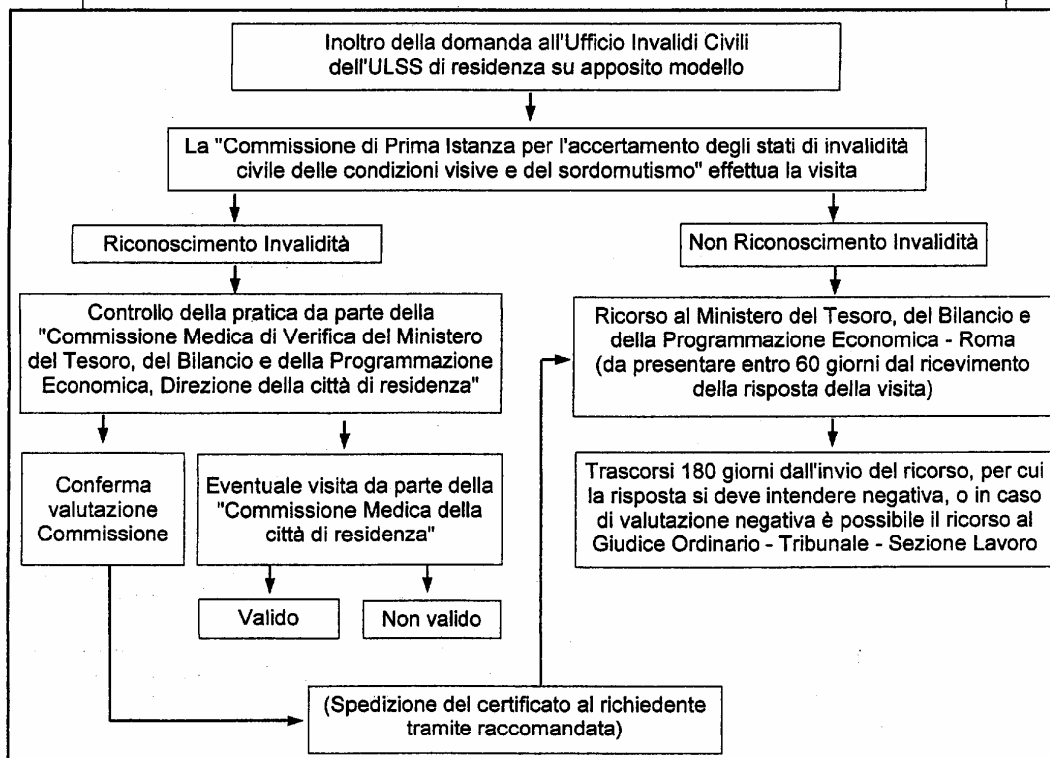 Inoltro della domanda all'Ufficio Invalidi Civili
dell'ULSS di residenza su apposito modello
La "Commissione di Prima Istanza per l'accertamento degli stati di invalidità
civile delle condizioni visive e del sordomutismo" effettua la visita
Riconoscimento Invalidità
Non Riconoscimento Invalidità
Controllo della pratica da parte della
"Commissione Medica di Verifica del Ministero
del Tesoro, del Bilancio e della Programmazione
Economica, Direzione della città di residenza"
Ricorso al Ministero del Tesoro, del Bilancio e
della Programmazione Economica - Roma
(da presentare entro 60 giorni dal ricevimento
della risposta della visita)
Conferma
valutazione
Commissione
Eventuale visita da parte della
"Commissione Medica della
città di residenza"
Trascorsi 180 giorni dall'invio del ricorso, per cui
la risposta si deve intendere negativa, o in caso
di valutazione negativa è possibile il ricorso al
Giudice Ordinario - Tribunale - Sezione Lavoro
Valido
Non valido
(Spedizione del certificato al richiedente
tramite raccomandata)